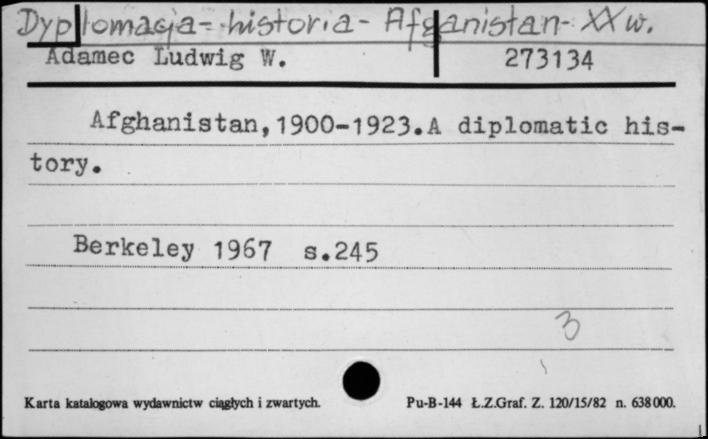 Dyplomacja - historia - Afganistan - XX w.
Adamec Ludwig W. 273134
Afghanistan,1900-1923.A diplomatic his-
tory.
Berkeley 1967 s.245
3
Karta katalogowa wydawnictw ciągłych i zwartych. Pu-B-144 Ł.Z.Graf. Z. 120/15/82 n. 638000.